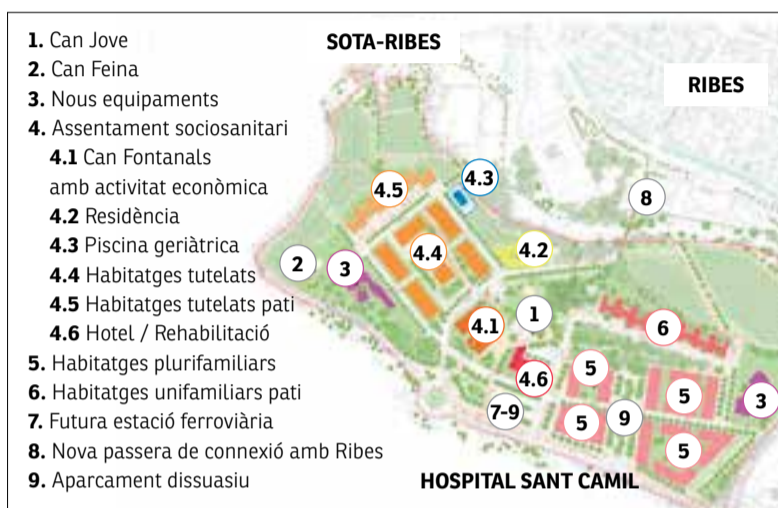 1. Can Jove
2. Can Feina
3. Nous equipaments
4. Assentament sociosanitari
4.1 Can Fontanals
amb activitat econòmica
4.2 Residència
4.3 Piscina geriàtrica
4.4 Habitatges tutelats
4.5 Habitatges tutelats pati
4.6 Hotel / Rehabilitació
5. Habitatges plurifamiliars
6. Habitatges unifamiliars pati
7. Futura estació ferroviària
8. Nova passera de connexió amb Ribes
9. Aparcament dissuasiu
SOTA-RIBES
RIBES
4.5
4.3
8
4.4
4.2
2
3
1
4.1
6
4.6
5
5
3
7-9
5
9
5
HOSPITAL SANT CAMIL